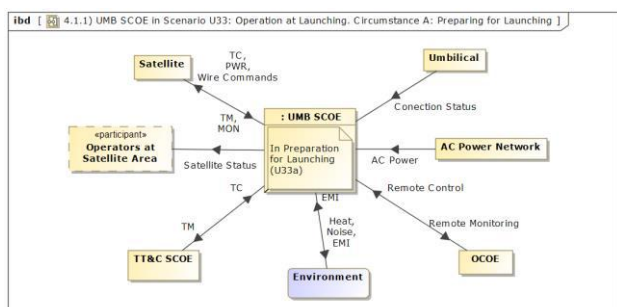 ibd [ 4.1.1) UMB SCOE in Scenario U33: Operation at Launching. Circumstance A: Preparing for Launching ]
Satellite
TC,
PWR,
Wire Commands
Umbilical
: UMB SCOE
TM,
MON
Conection Status
«participant»
Operators at
Satellite Area
In Preparation
for Launching
(U33a)
AC Power Network
Satellite Status
AC Power
TC
Remote Control
EMI
Heat,
Noise,
EMI
TM
Remote Monitoring
TT&C SCOE
Environment
OCOE